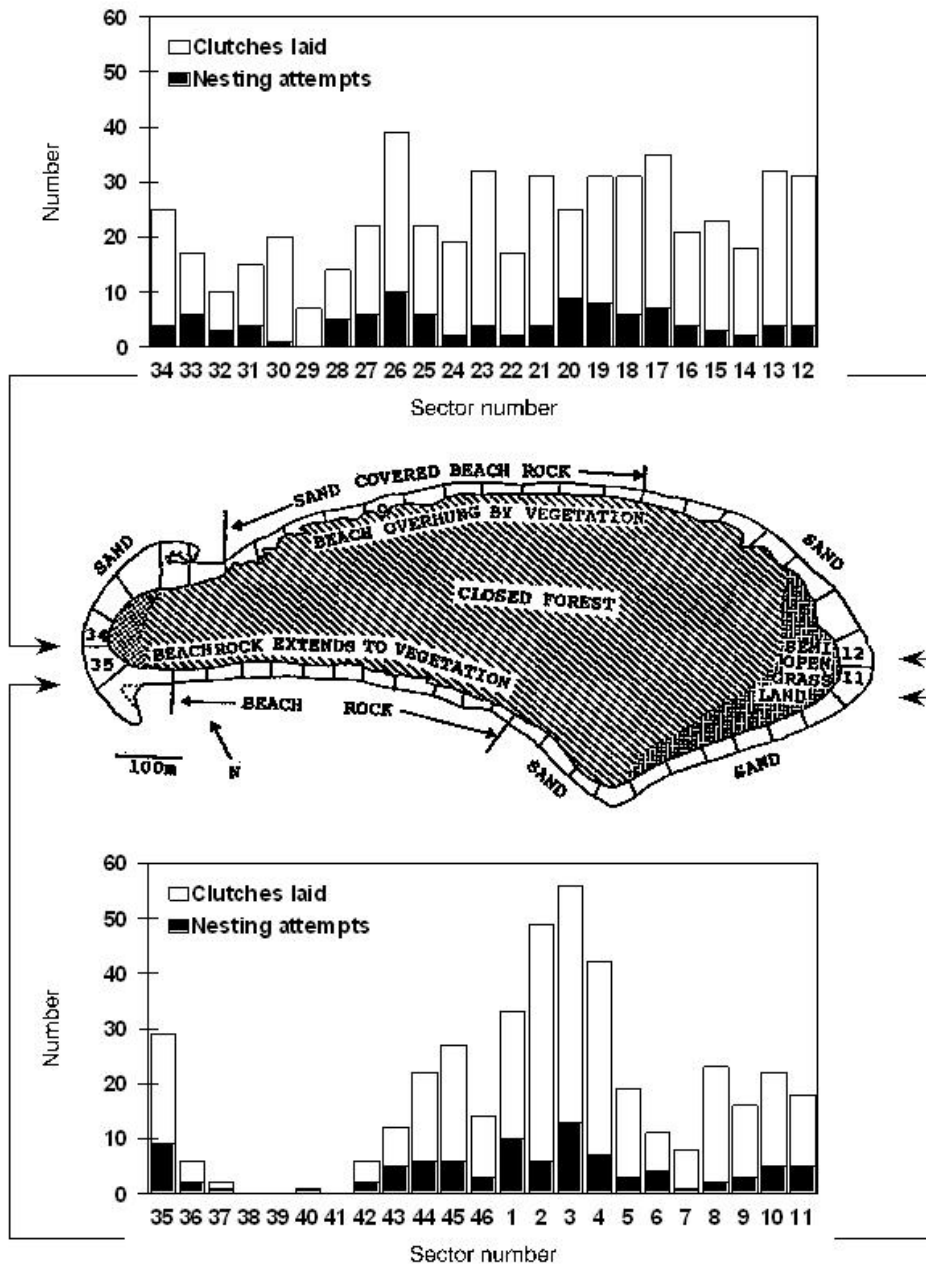 60
Clutches laid
50
Nesting attempts
40
Number
30
20
10
0
34 33 32 31 30 29 28 27 26 25 24 23 22 21 20 19 18 17 16 15 14 13 12
Sector number
SAND COVERED BEACH ROCK
BEACH OVERHUNG BY VEGETATION
SAND
SAND
CLOSED FOREST
34
BEACHROCK EXTENDS TO VEGETATION
35
SEMI
OPEN
GRASS
LAND
12
11
BEACH ROCK
100m
N
SAND
SAND
60
Clutches laid
50
Nesting attempts
40
Number
30
20
10
0
35 36 37 38 39 40 41 42 43 44 45 46 1 2 3 4 5 6 7 8 9 10 11
Sector number